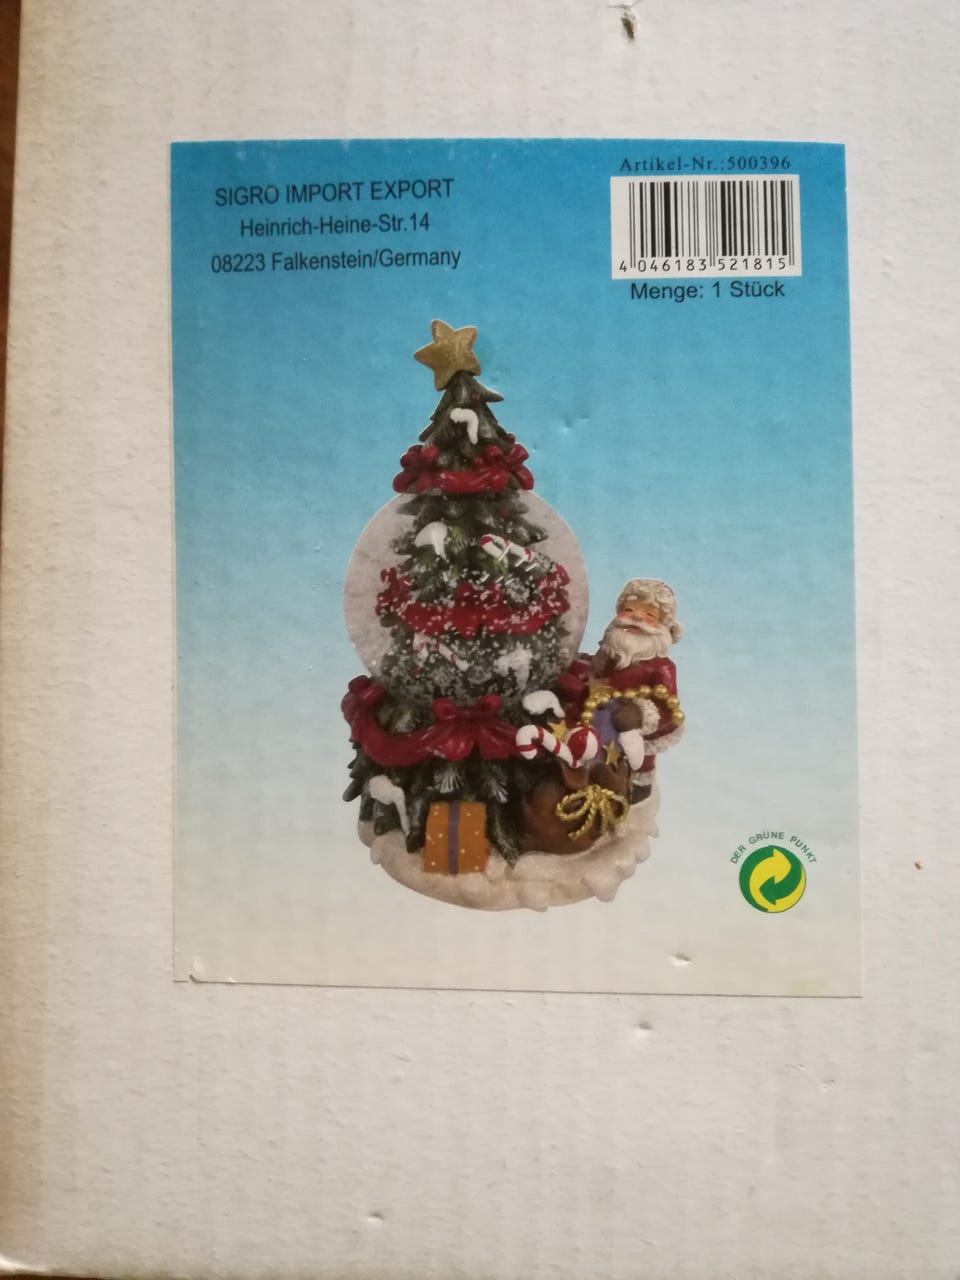 SIGRO IMPORT EXPORT
Heinrich-Heine-Str.14
08223 Falkenstein/Germany
Artikel-Nr.:500396
4 046183 521815
Menge: 1 Stück
DER GRÜNE PUNKT